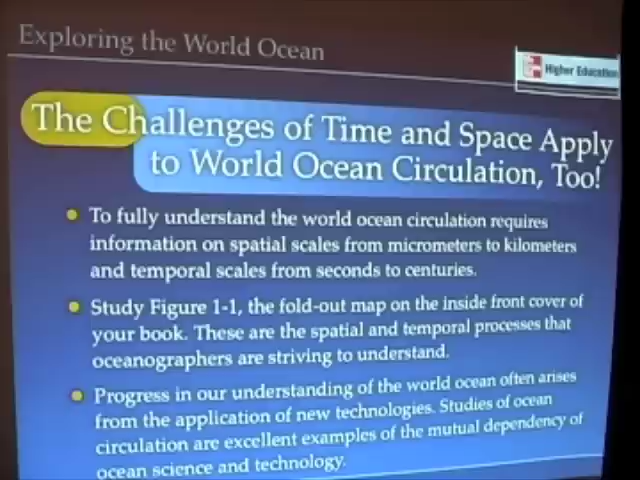 Exploring the World Ocean
Higher Education
The Challenges of Time and Space Apply
to World Ocean Circulation, Too!
To fully understand the world ocean circulation requires
information on spatial scales from micrometers to kilometers
and temporal scales from seconds to centuries.
Study Figure 1-1, the fold-out map on the inside front cover of
your book. These are the spatial and temporal processes that
oceanographers are striving to understand.
Progress in our understanding of the world ocean often arises
from the application of new technologies. Studies of ocean
circulation are excellent examples of the mutual dependency of
ocean science and technology.